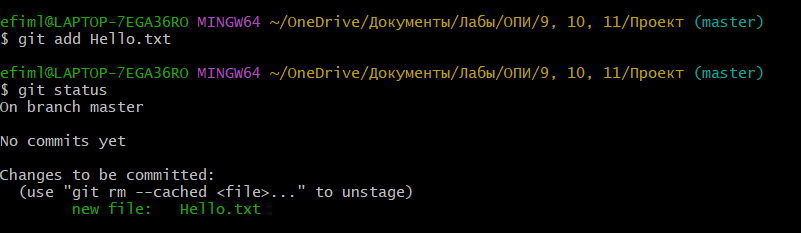 efiml@LAPTOP-7EGA36RO MINGW64 ~/OneDrive/Документы/Лабы/ОПИ/9, 10, 11/Проект (master)
$ git add Hello.txt
efiml@LAPTOP-7EGA36RO MINGW64 ~/OneDrive/Документы/Лабы/ОПИ/9, 10, 11/Проект (master)
$ git status
On branch master
No commits yet
Changes to be committed:
(use "git rm --cached <file>..." to unstage)
new file: Hello.txt